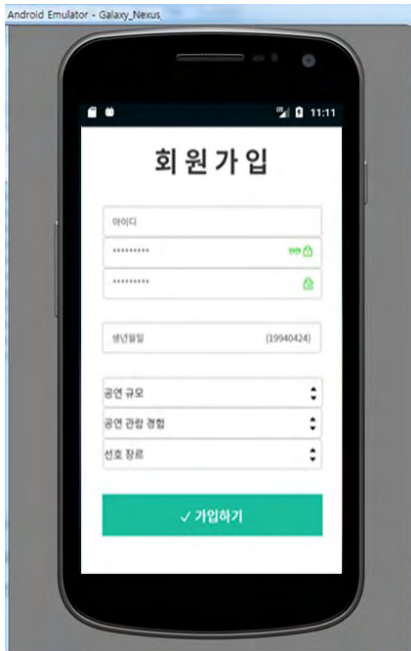 Android Emulator - Galaxy_Nexus
11:11
회원가입
아이디
*********
*********
생년월일 (19940424)
공연 규모
공연 관람 경험
선호 장르
✓ 가입하기